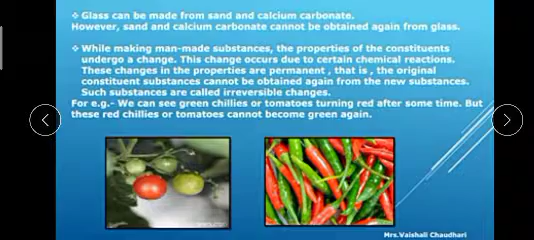 Glass can be made from sand and calcium carbonate.
However, sand and calcium carbonate cannot be obtained again from glass.
While making man-made substances, the properties of the constituents
undergo a change. This change occurs due to certain chemical reactions.
These changes in the properties are permanent , that is , the original
constituent substances cannot be obtained again from the new substances.
Such substances are called irreversible changes.
For e.g.- We can see green chillies or tomatoes turning red after some time. But
these red chillies or tomatoes cannot become green again.
Mrs.Vaishali Chaudhari